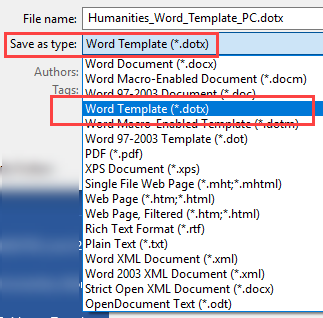 File name: Humanities_Word_Template_PC.dotx
Save as type: Word Template (*.dotx)
Authors:
Tags:
Word Document (*.docx)
Word Macro-Enabled Document (*.docm)
Word 97-2003 Document (*.doc)
Word Template (*.dotx)
Word Macro-Enabled Template (*.dotm)
Word 97-2003 Template (*.dot)
PDF (*.pdf)
XPS Document (*.xps)
Single File Web Page (*.mht;*.mhtml)
Web Page (*.htm;*.html)
Web Page, Filtered (*.htm;*.html)
Rich Text Format (*.rtf)
Plain Text (*.txt)
Word XML Document (*.xml)
Word 2003 XML Document (*.xml)
Strict Open XML Document (*.docx)
OpenDocument Text (*.odt)